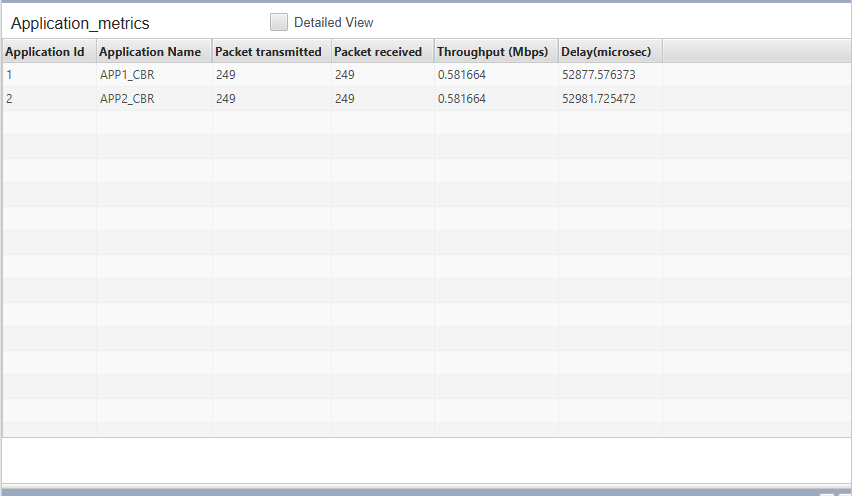 Application_metrics Detailed View
Application Id Application Name Packet transmitted Packet received Throughput (Mbps) Delay(microsec)
1 APP1_CBR 249 249 0.581664 52877.576373
2 APP2_CBR 249 249 0.581664 52981.725472